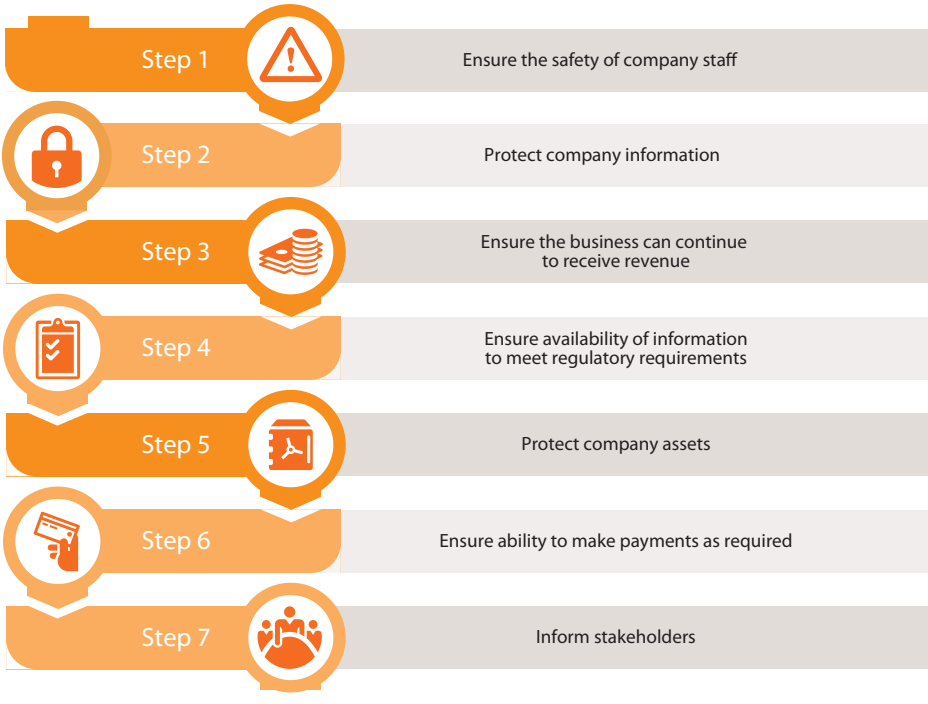 Step 1
Ensure the safety of company staff
Step 2
Protect company information
Step 3
Ensure the business can continue
to receive revenue
Step 4
Ensure availability of information
to meet regulatory requirements
Step 5
Protect company assets
Step 6
Ensure ability to make payments as required
Step 7
Inform stakeholders